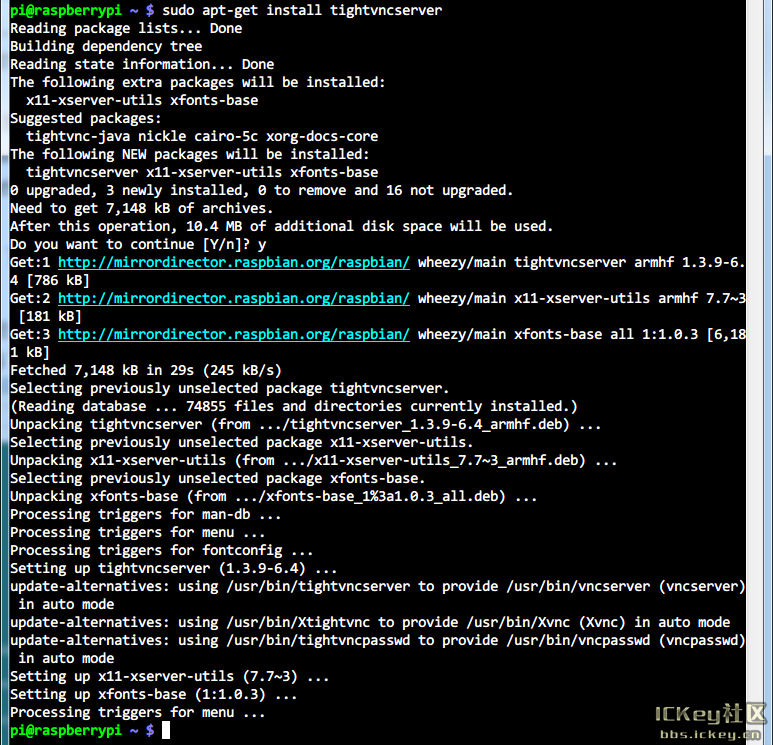 pi@raspberrypi ~ $ sudo apt-get install tightvncserver
Reading package lists... Done
Building dependency tree
Reading state information... Done
The following extra packages will be installed:
  x11-xserver-utils xfonts-base
Suggested packages:
  tightvnc-java nickle cairo-5c xorg-docs-core
The following NEW packages will be installed:
  tightvncserver x11-xserver-utils xfonts-base
0 upgraded, 3 newly installed, 0 to remove and 16 not upgraded.
Need to get 7,148 kB of archives.
After this operation, 10.4 MB of additional disk space will be used.
Do you want to continue [Y/n]? y
Get:1 http://mirrordirector.raspbian.org/raspbian/ wheezy/main tightvncserver armhf 1.3.9-6.
4 [786 kB]
Get:2 http://mirrordirector.raspbian.org/raspbian/ wheezy/main x11-xserver-utils armhf 7.7~3
 [181 kB]
Get:3 http://mirrordirector.raspbian.org/raspbian/ wheezy/main xfonts-base all 1:1.0.3 [6,18
1 kB]
Fetched 7,148 kB in 29s (245 kB/s)
Selecting previously unselected package tightvncserver.
(Reading database ... 74855 files and directories currently installed.)
Unpacking tightvncserver (from .../tightvncserver_1.3.9-6.4_armhf.deb) ...
Selecting previously unselected package x11-xserver-utils.
Unpacking x11-xserver-utils (from .../x11-xserver-utils_7.7~3_armhf.deb) ...
Selecting previously unselected package xfonts-base.
Unpacking xfonts-base (from .../xfonts-base_1%3a1.0.3_all.deb) ...
Processing triggers for man-db ...
Processing triggers for menu ...
Processing triggers for fontconfig ...
Setting up tightvncserver (1.3.9-6.4) ...
update-alternatives: using /usr/bin/tightvncserver to provide /usr/bin/vncserver (vncserver)
 in auto mode
update-alternatives: using /usr/bin/Xtightvnc to provide /usr/bin/Xvnc (Xvnc) in auto mode
update-alternatives: using /usr/bin/tightvncpasswd to provide /usr/bin/vncpasswd (vncpasswd)
 in auto mode
Setting up x11-xserver-utils (7.7~3) ...
Setting up xfonts-base (1:1.0.3) ...
Processing triggers for menu ...
pi@raspberrypi ~ $
ICKey社区
bbs.ickey.cn